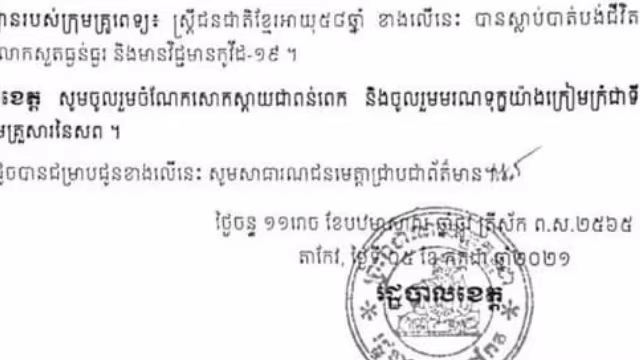 ានរបស់ក្រុមគ្រូពេទ្យ៖ ស្ត្រីជនជាតិខ្មែរអាយុ៥៨ឆ្នាំ ខាងលើនេះ បានស្លាប់បាត់បង់ជីវិត
លោកសួតធ្ងន់ធ្ងរ និងមានវិជ្ជមានកូវីដ-១៩ ។
ខេត្ត សូមចូលរួមចំណែកសោកស្តាយជាពន់ពេក និងចូលរួមមរណទុក្ខយ៉ាងក្រៀមក្រំជាទី
មគ្រួសារនៃសព ។
ដូចបានជម្រាបជូនខាងលើនេះ សូមសាធារណជនមេត្តាជ្រាបជាព័ត៌មាន។
ថ្ងៃចន្ទ ១១រោច ខែបឋមាសាឍ ឆ្នាំឆ្លូវ ត្រីស័ក ព.ស.២៥៦៥
តាកែវ, ថ្ងៃទី ០៥ ខែ កក្កដា ឆ្នាំ២០២១
រដ្ឋបាលខេត្ត